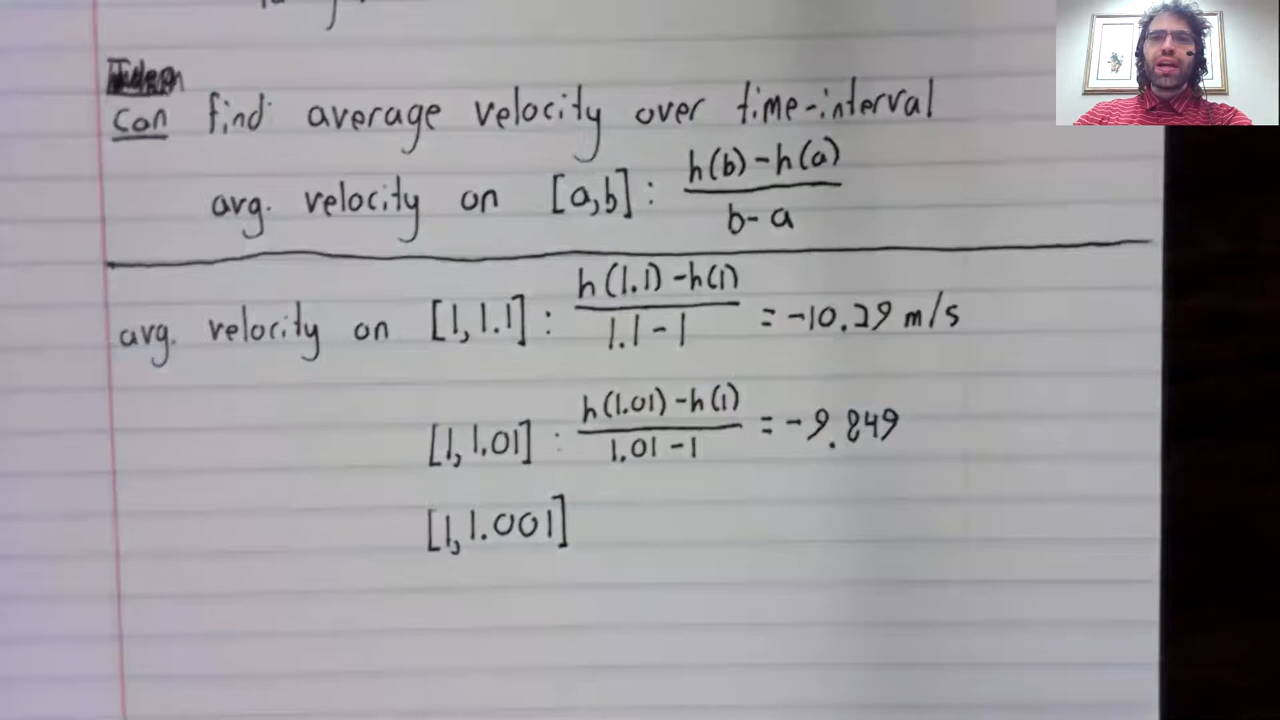 can find average velocity over time-interval
avg. velocity on [a,b]: h(b)-h(a) / b-a
avg. velocity on [1, 1.1]: h(1.1)-h(1) / 1.1-1 = -10.29 m/s
[1, 1.01]: h(1.01)-h(1) / 1.01-1 = -9.849
[1, 1.001]